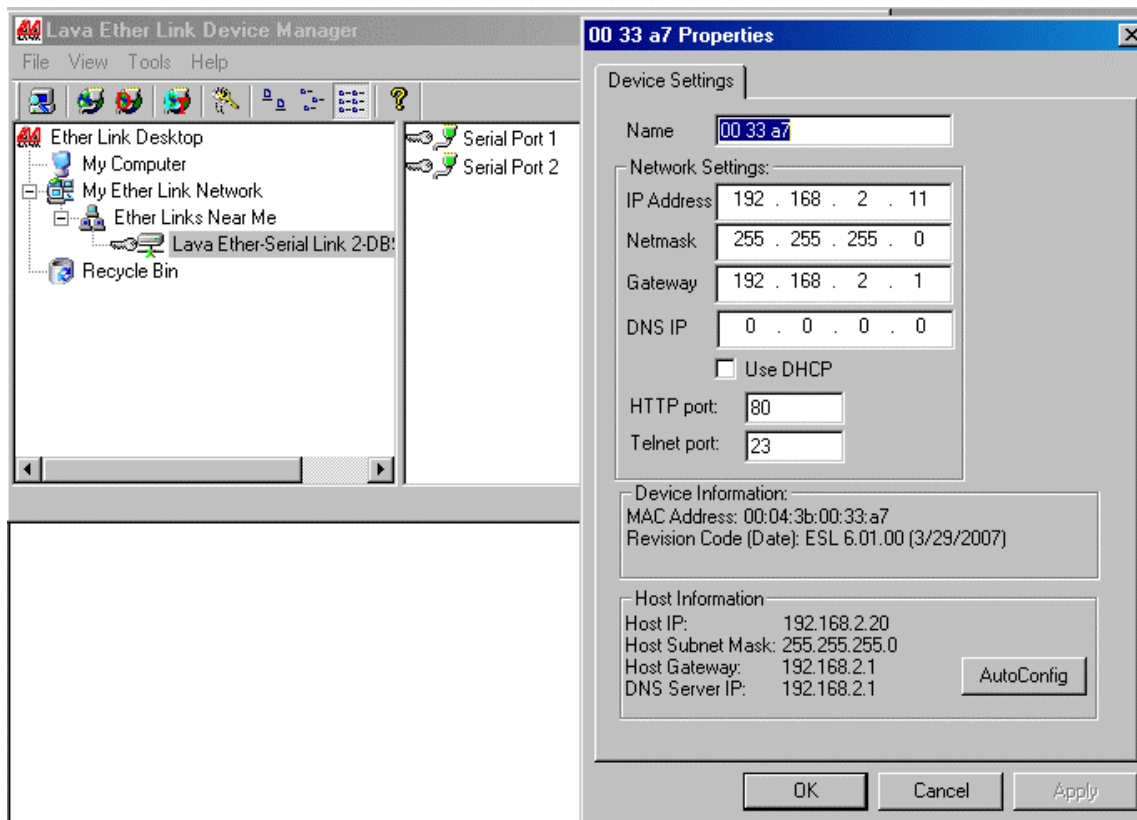 Lava Ether Link Device Manager
File View Tools Help
Ether Link Desktop
My Computer
My Ether Link Network
Ether Links Near Me
Lava Ether-Serial Link 2-DB
Recycle Bin
Serial Port 1
Serial Port 2
00 33 a7 Properties
Device Settings
Name 00 33 a7
Network Settings:
IP Address 192 . 168 . 2 . 11
Netmask 255 . 255 . 255 . 0
Gateway 192 . 168 . 2 . 1
DNS IP 0 . 0 . 0 . 0
Use DHCP
HTTP port: 80
Telnet port: 23
Device Information:
MAC Address: 00:04:3b:00:33:a7
Revision Code (Date): ESL 6.01.00 (3/29/2007)
Host Information
Host IP: 192.168.2.20
Host Subnet Mask: 255.255.255.0
Host Gateway: 192.168.2.1
DNS Server IP: 192.168.2.1
AutoConfig
OK Cancel Apply